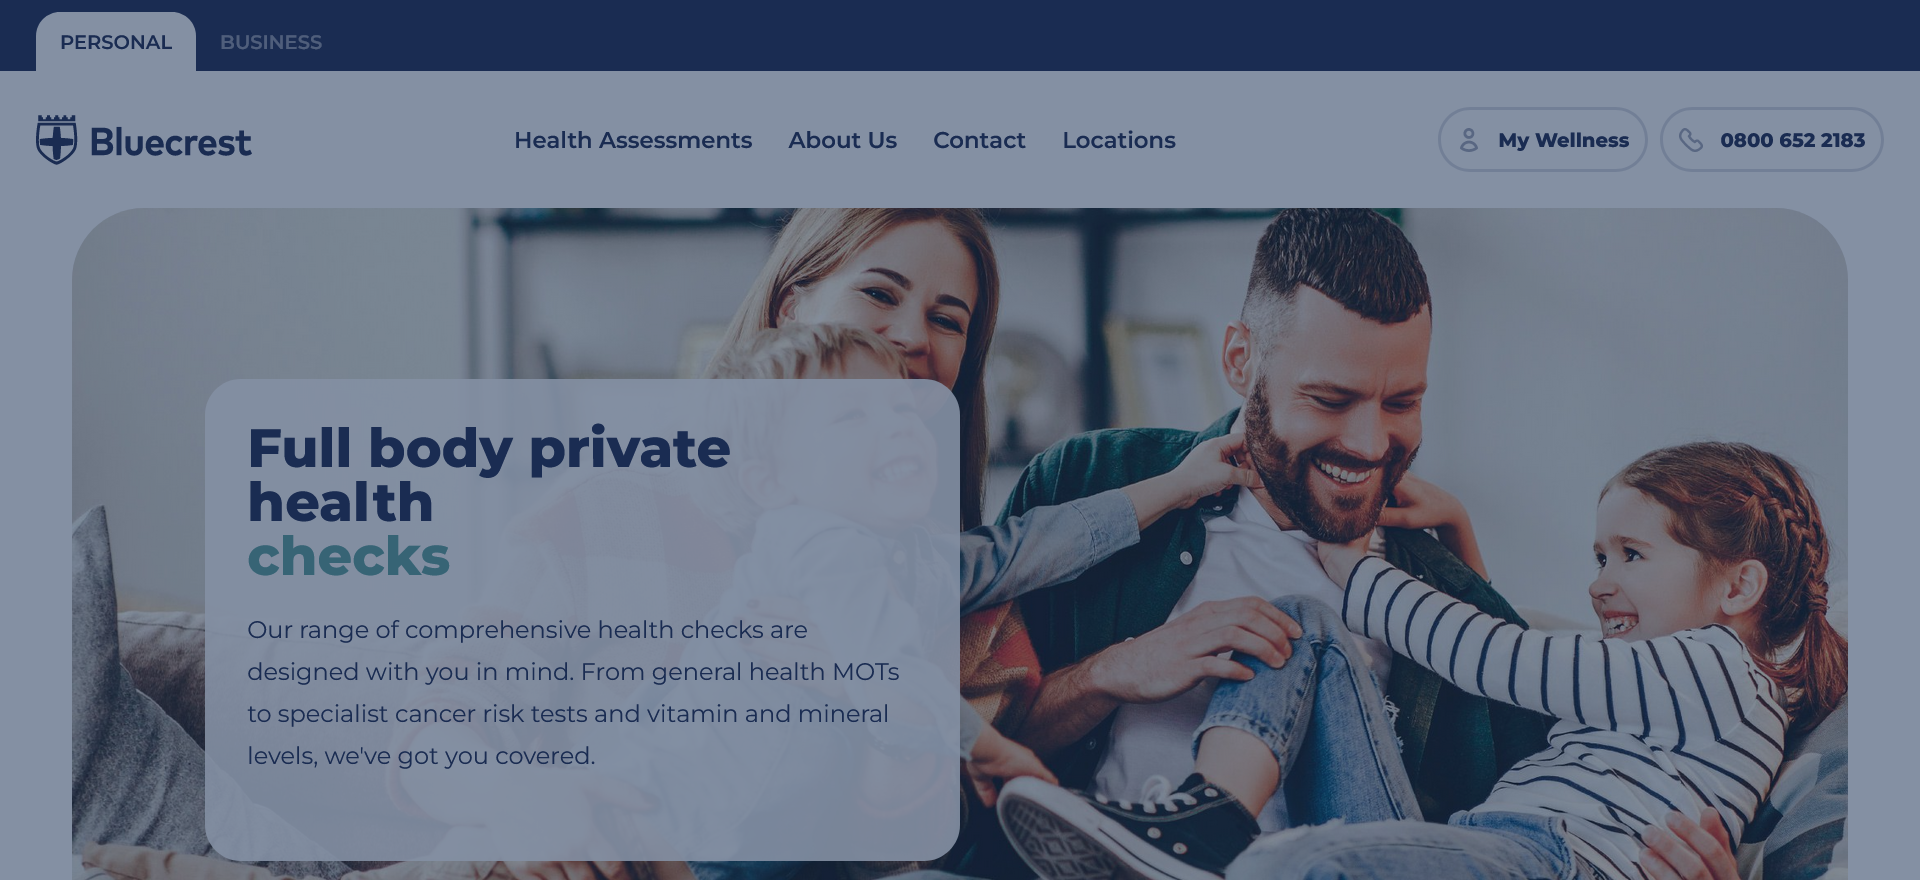 PERSONAL
BUSINESS
Bluecrest
Health Assessments
About Us
Contact
Locations
My Wellness
0800 652 2183
Full body private
health
checks
Our range of comprehensive health checks are
designed with you in mind. From general health MOTs
to specialist cancer risk tests and vitamin and mineral
levels, we've got you covered.